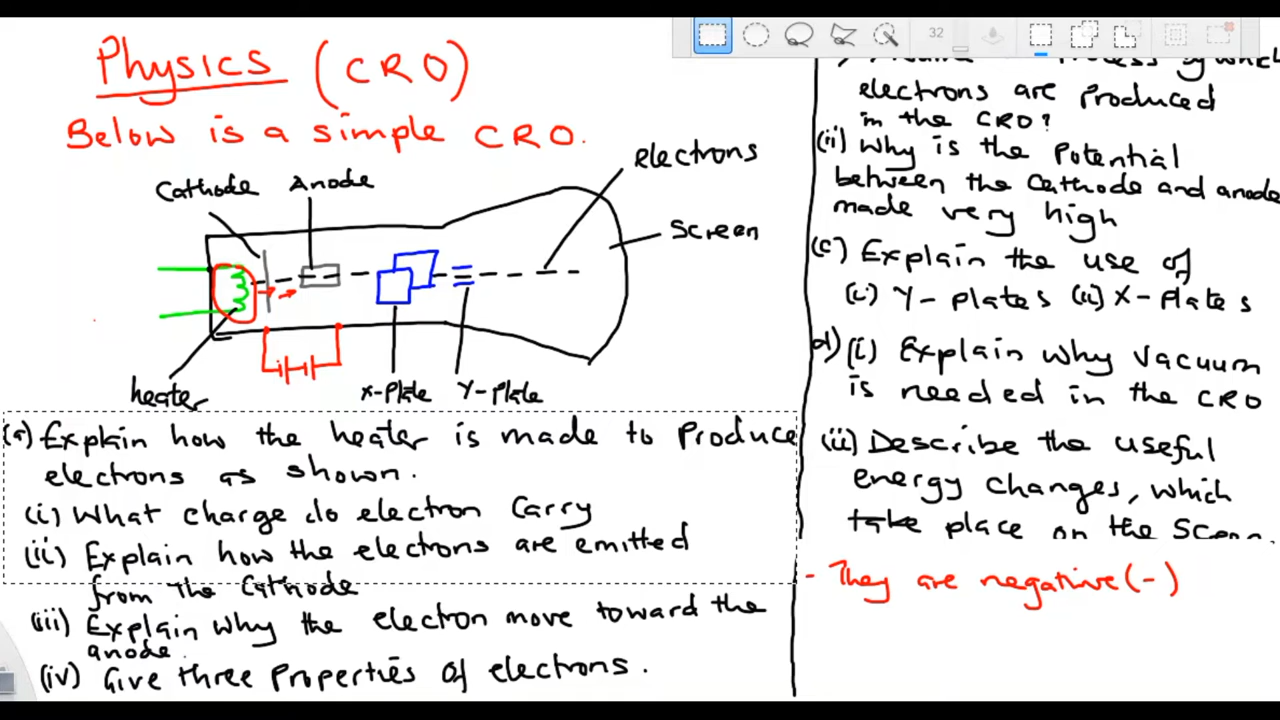 Physics (CRO)
Below is a simple CRO.
Cathode
Anode
electrons
Screen
heater
x-Plate
Y-plate
(a) Explain how the heater is made to produce
electrons as shown.
(i) What charge do electron Carry
(ii) Explain how the electrons are emitted
from the Cathode
(iii) Explain why the electron move toward the
anode.
(iv) Give three Properties of electrons.
32
process by which
electrons are Produced
in the CRO?
(ii) Why is the Potential
between the Cathode and anode
made very high
(c) Explain the use of
(i) Y-plates (ii) X-plates
d) (i) Explain why vacuum
is needed in the CRO
(ii) Describe the useful
energy changes, which
take place on the Screen.
- They are negative (-)